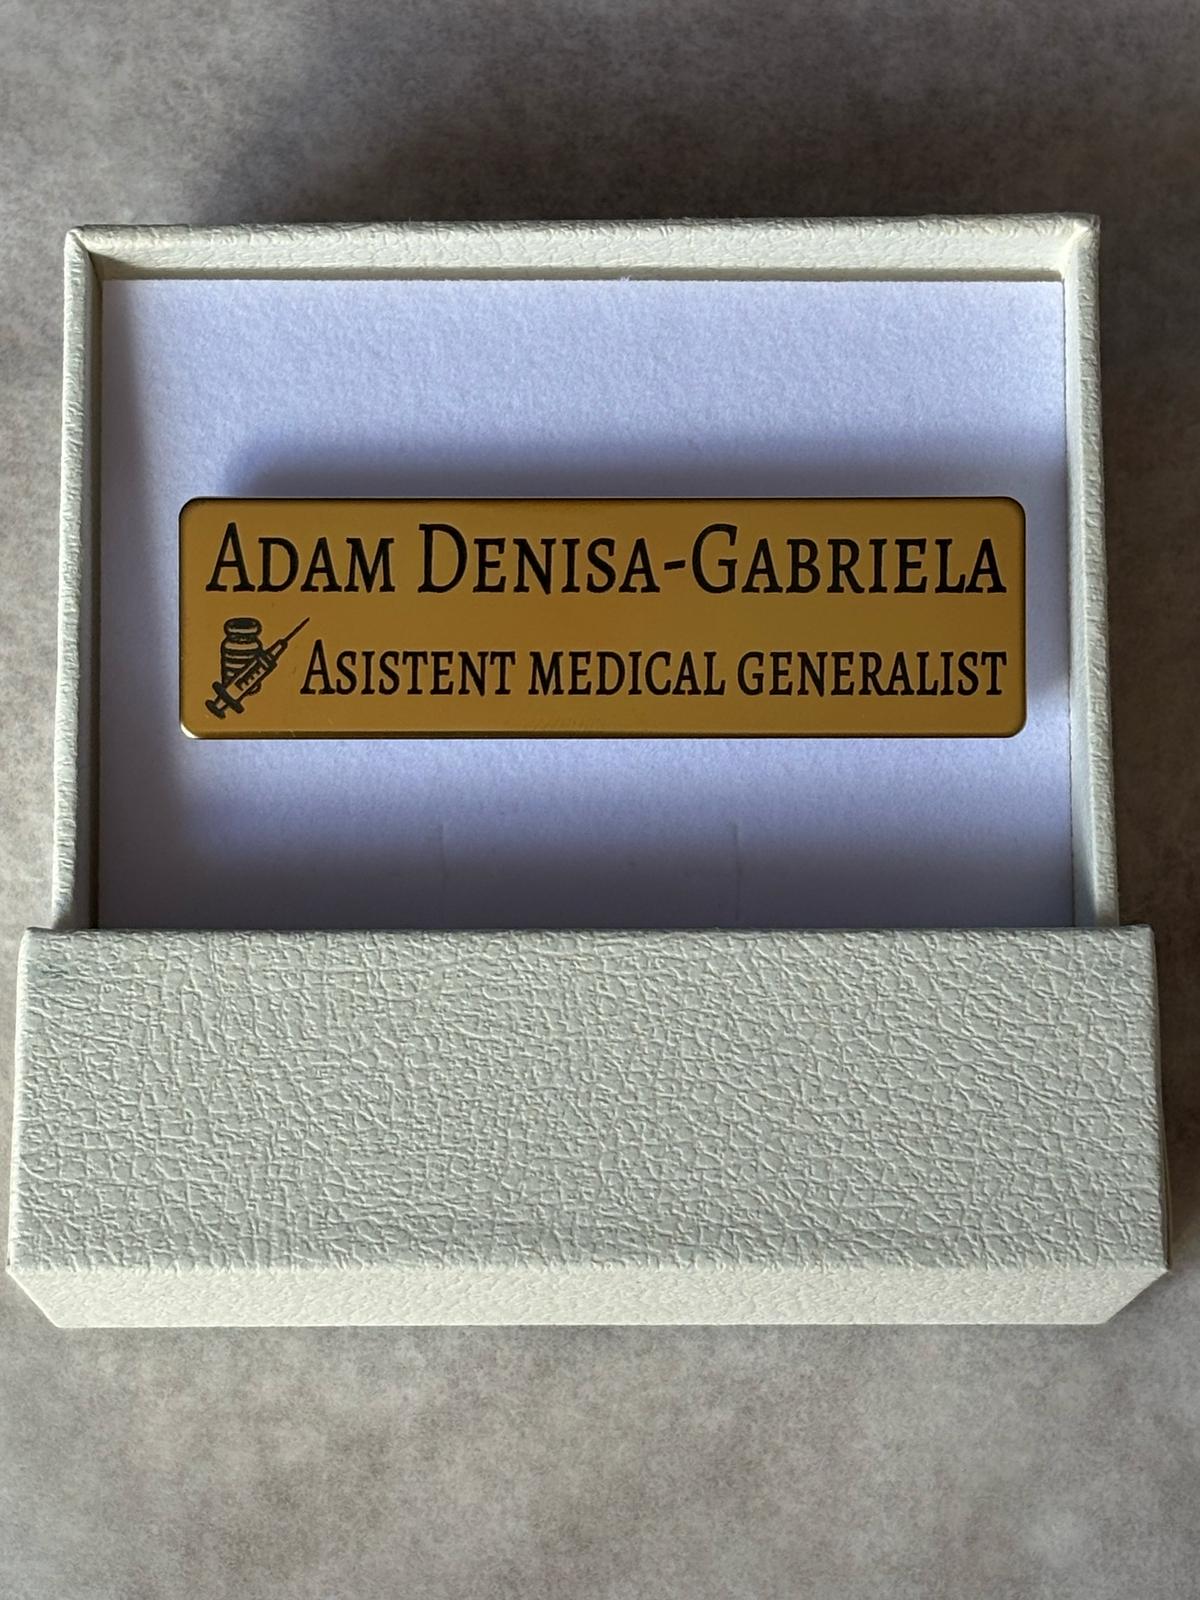 Adam Denisa-Gabriela
Asistent medical generalist